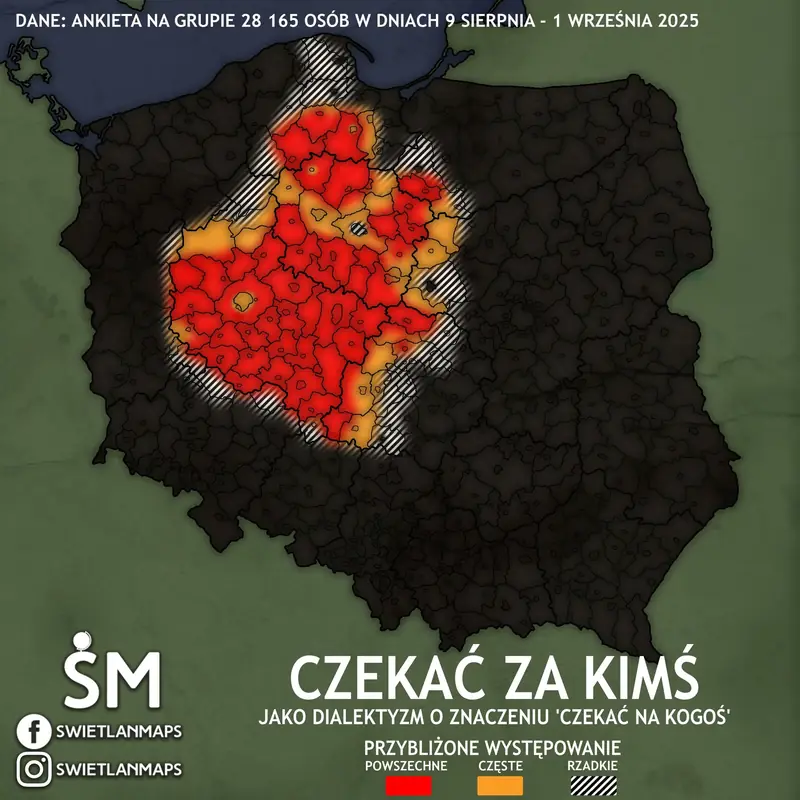 DANE: ANKIETA NA GRUPIE 28 165 OSÓB W DNIACH 9 SIERPNIA - 1 WRZEŚNIA 2025
ŚM
SWIETLANMAPS
SWIETLANMAPS
CZEKAĆ ZA KIMŚ
JAKO DIALEKTYZM O ZNACZENIU 'CZEKAĆ NA KOGOŚ'
PRZYBLIŻONE WYSTĘPOWANIE
POWSZECHNE CZĘSTE RZADKIE